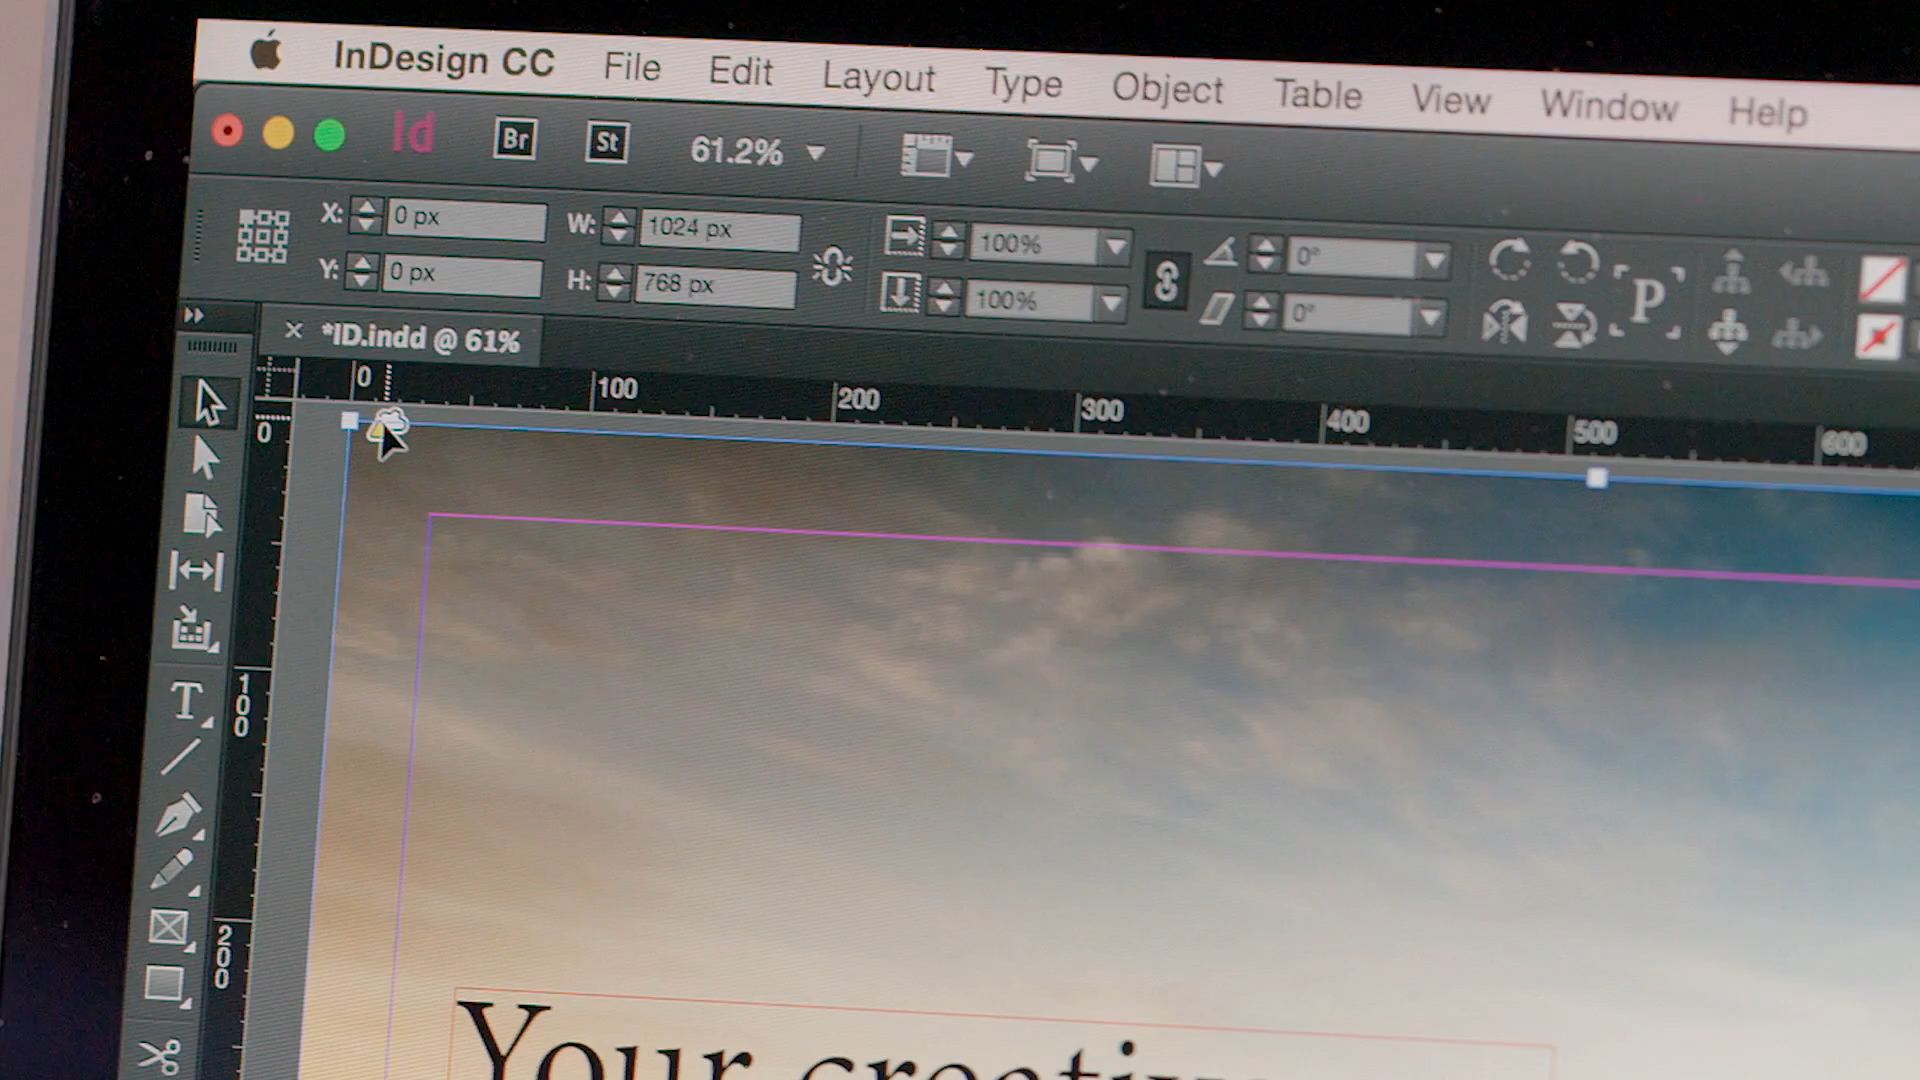 InDesign CC File Edit Layout Type Object Table View Window Help
Id Br St 61.2%
X: 0 px W: 1024 px 100% 0°
Y: 0 px H: 768 px 100% 0°
P
*ID.indd @ 61%
0 100 200 300 400 500 600
0
100
200
T
Your